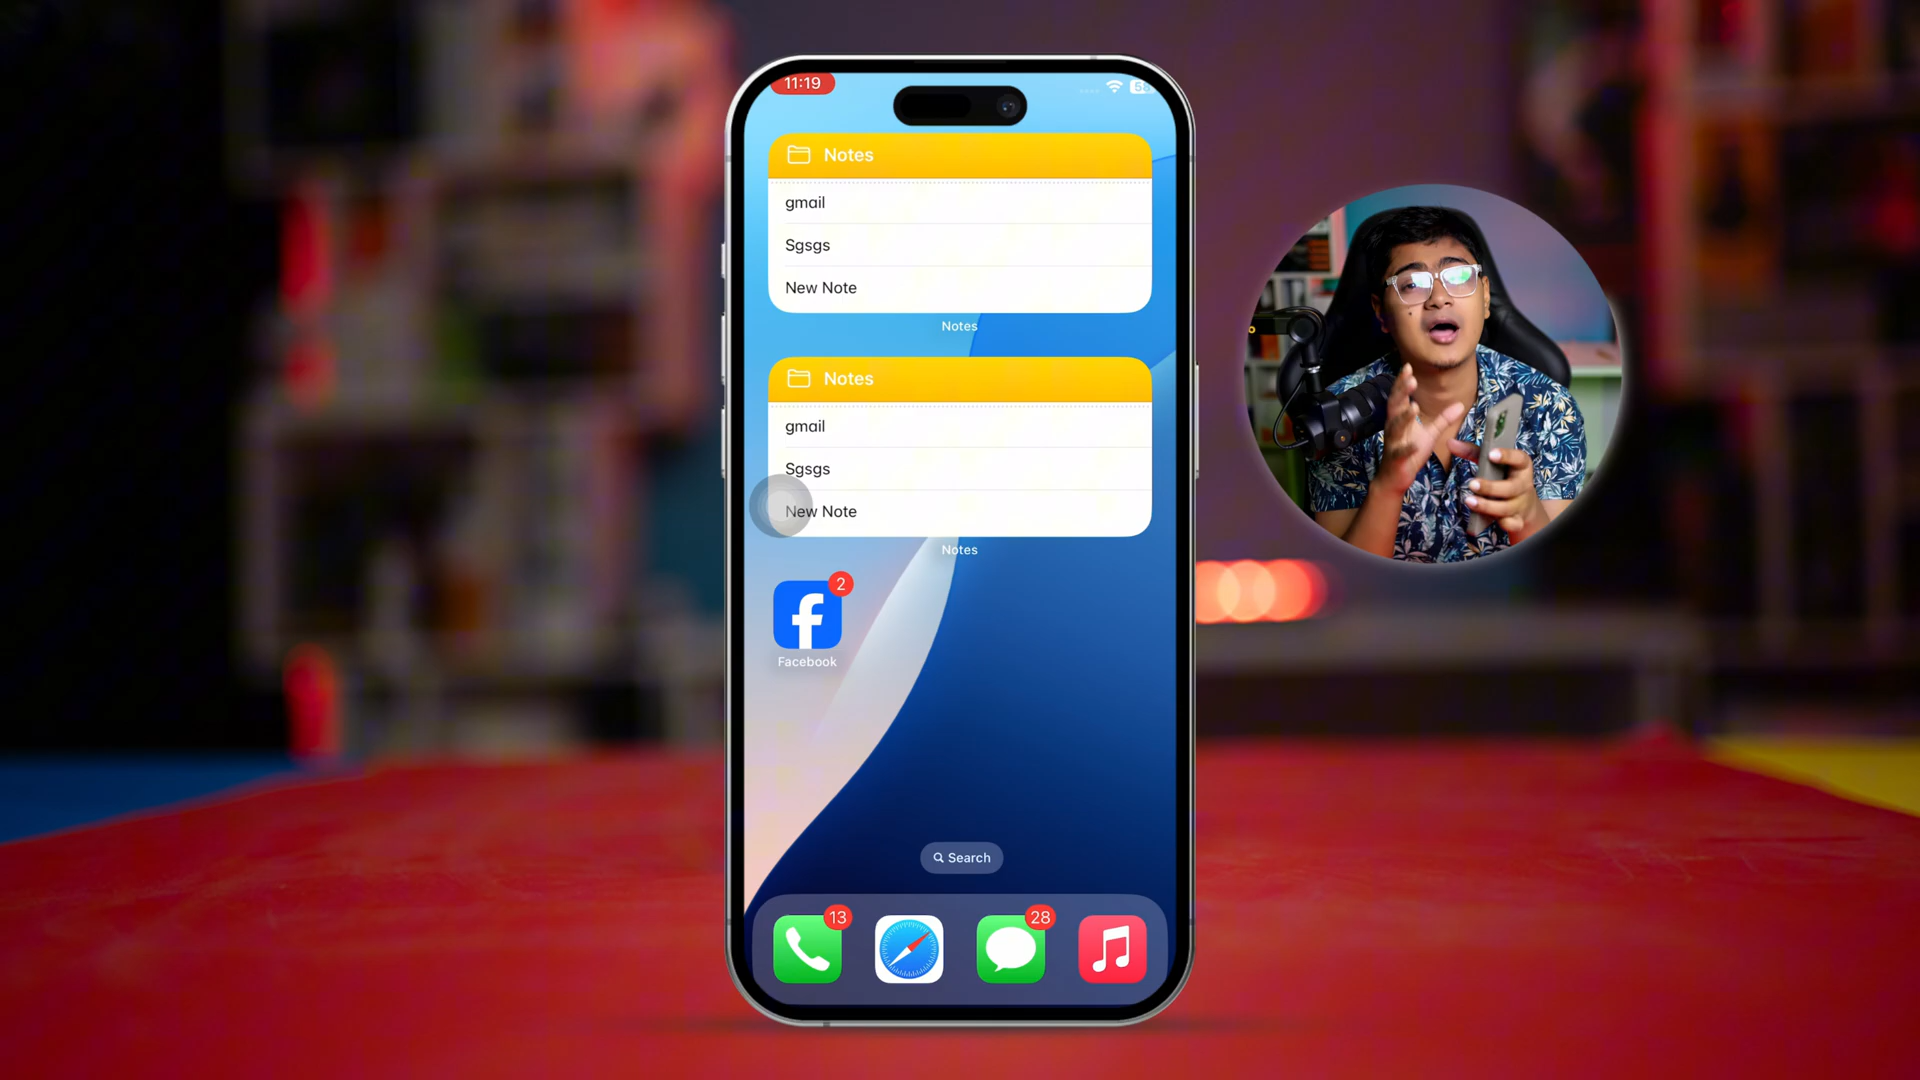 11:19
58
Notes
gmail
Sgsgs
New Note
Notes
Notes
gmail
Sgsgs
New Note
Notes
2
Facebook
Search
13
28